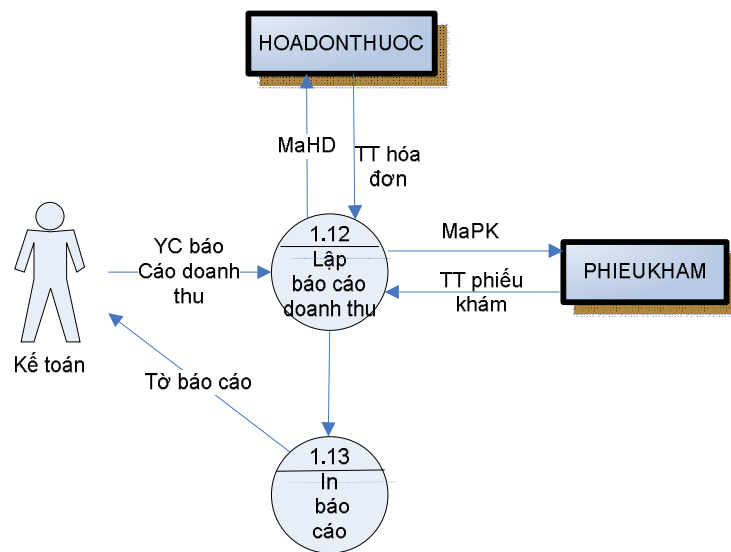 HOADONTHUOC
MaHD
TT hóa
đơn
1.12
Lập
báo cáo
doanh thu
MaPK
PHIEUKHAM
TT phiếu
khám
YC báo
Cáo doanh
thu
Kế toán
Tờ báo cáo
1.13
In
báo
cáo